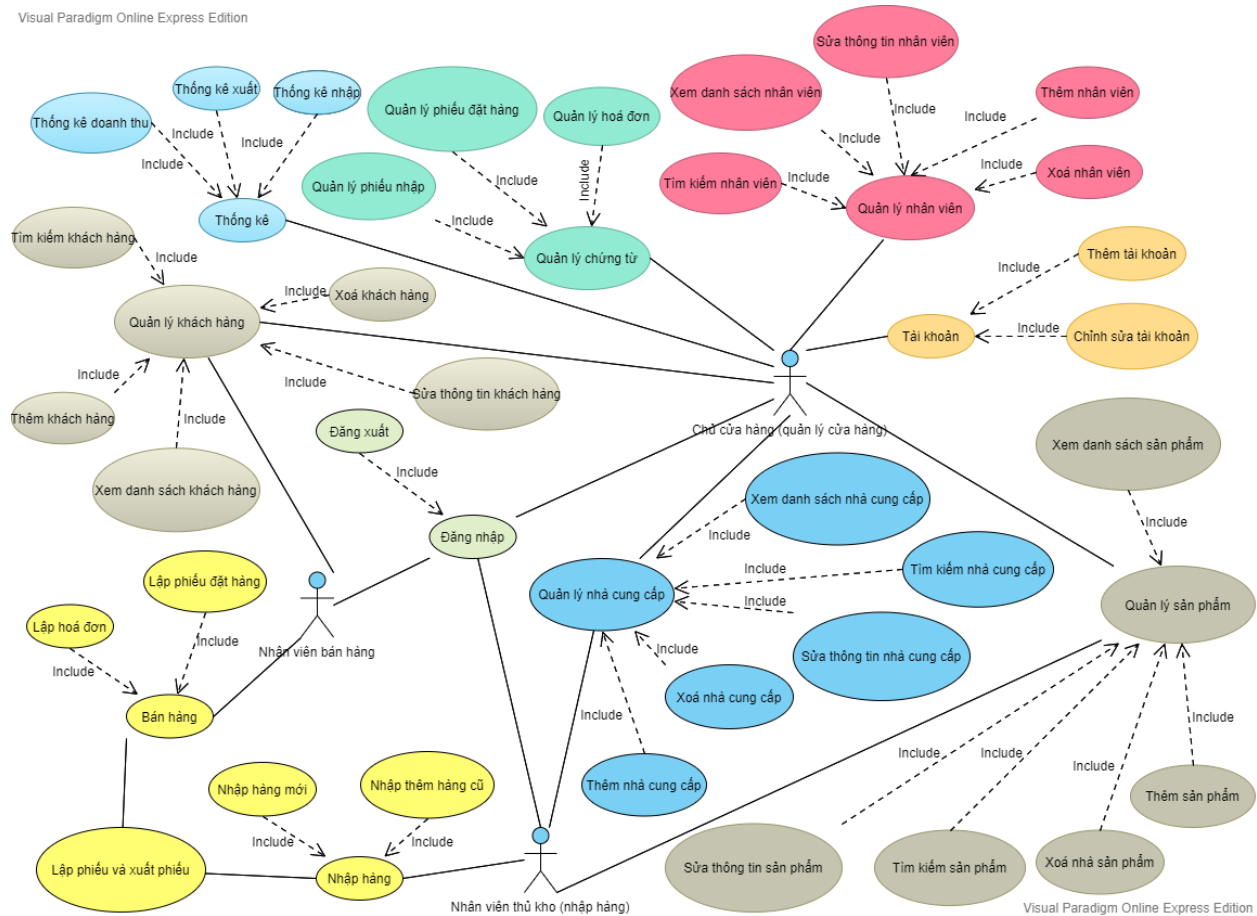 Visual Paradigm Online Express Edition
Sửa thông tin nhân viên
Thống kê xuất
Thống kê nhập
Xem danh sách nhân viên
Thêm nhân viên
Quản lý phiếu đặt hàng
Quản lý hoá đơn
Thống kê doanh thu
Include
Include
Include
Include
Include
Include
Include
Include
Quản lý phiếu nhập
Include
Tìm kiếm nhân viên
Include
Include
Xoá nhân viên
Quản lý nhân viên
Thống kê
Include
Tìm kiếm khách hàng
Include
Quản lý chứng từ
Thêm tài khoản
Include
Include
Xoá khách hàng
Quản lý khách hàng
Tài khoản
Include
Chỉnh sửa tài khoản
Include
Include
Sửa thông tin khách hàng
Thêm khách hàng
Include
Đăng xuất
Chủ cửa hàng (quản lý cửa hàng)
Xem danh sách sản phẩm
Include
Xem danh sách khách hàng
Xem danh sách nhà cung cấp
Include
Đăng nhập
Include
Lập phiếu đặt hàng
Include
Tìm kiếm nhà cung cấp
Quản lý nhà cung cấp
Include
Quản lý sản phẩm
Lập hoá đơn
Include
Nhân viên bán hàng
Include
Sửa thông tin nhà cung cấp
Include
Xoá nhà cung cấp
Bán hàng
Include
Include
Include
Include
Include
Nhập hàng mới
Nhập thêm hàng cũ
Thêm nhà cung cấp
Thêm sản phẩm
Include
Include
Lập phiếu và xuất phiếu
Nhập hàng
Sửa thông tin sản phẩm
Tìm kiếm sản phẩm
Xoá nhà sản phẩm
Nhân viên thủ kho (nhập hàng)
Visual Paradigm Online Express Edition